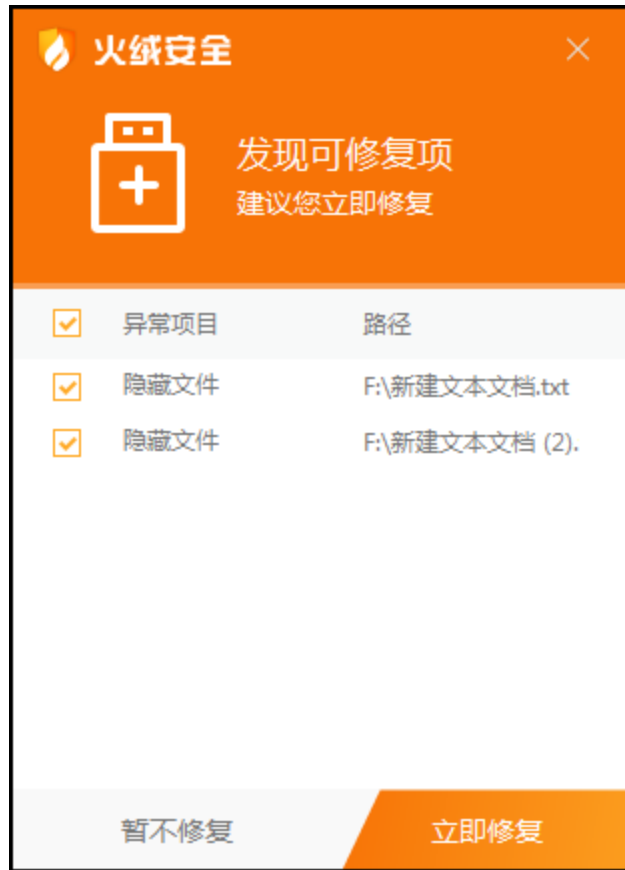 火绒安全
发现可修复项
建议您立即修复
异常项目 路径
隐藏文件 F:\新建文本文档.txt
隐藏文件 F:\新建文本文档 (2).
暂不修复 立即修复